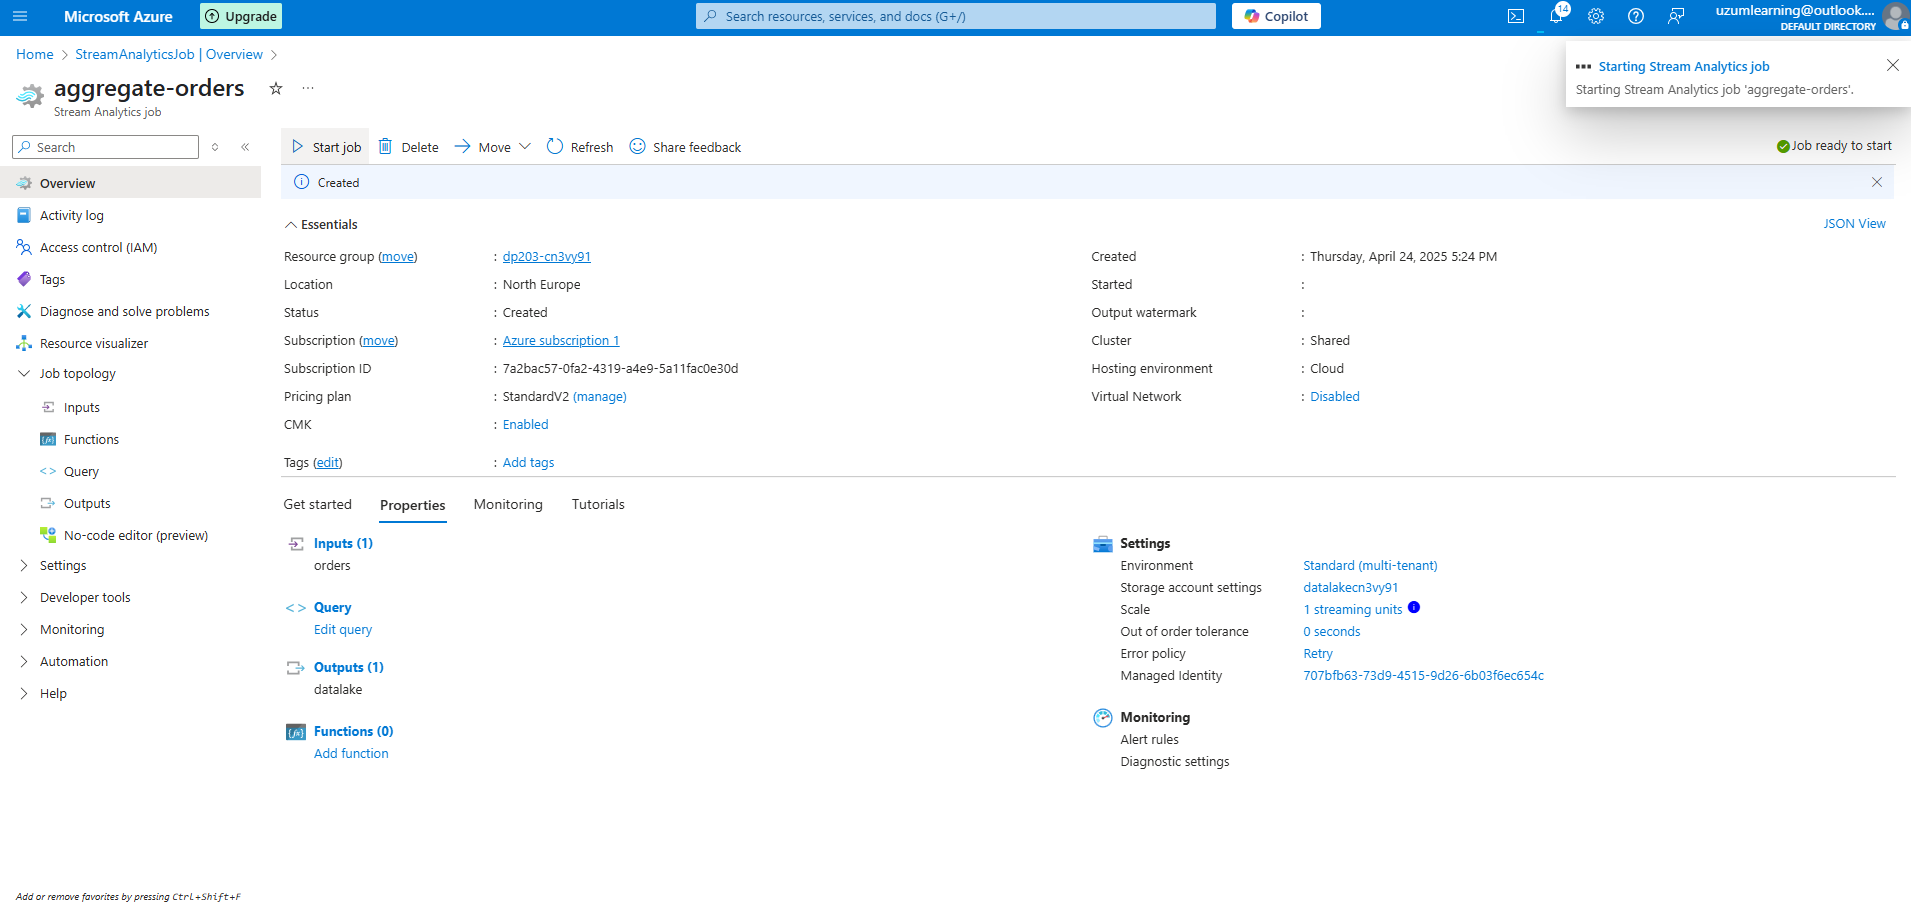 Microsoft Azure
Upgrade
Search resources, services, and docs (G+/)
Copilot
14
uzumlearning@outlook....
DEFAULT DIRECTORY
Home > StreamAnalyticsJob | Overview >
Starting Stream Analytics job
Starting Stream Analytics job 'aggregate-orders'.
aggregate-orders
Stream Analytics job
Search
Start job
Delete
Move
Refresh
Share feedback
Job ready to start
Created
Overview
Activity log
Access control (IAM)
Tags
Diagnose and solve problems
Resource visualizer
Job topology
Inputs
Functions
Query
Outputs
No-code editor (preview)
Settings
Developer tools
Monitoring
Automation
Help
Add or remove favorites by pressing Ctrl+Shift+F
Essentials
JSON View
Resource group (move) : dp203-cn3vy91
Location : North Europe
Status : Created
Subscription (move) : Azure subscription 1
Subscription ID : 7a2bac57-0fa2-4319-a4e9-5a11fac0e30d
Pricing plan : StandardV2 (manage)
CMK : Enabled
Tags (edit) : Add tags
Created : Thursday, April 24, 2025 5:24 PM
Started :
Output watermark :
Cluster : Shared
Hosting environment : Cloud
Virtual Network : Disabled
Get started
Properties
Monitoring
Tutorials
Inputs (1)
orders
Query
Edit query
Outputs (1)
datalake
Functions (0)
Add function
Settings
Environment Standard (multi-tenant)
Storage account settings datalakecn3vy91
Scale 1 streaming units
Out of order tolerance 0 seconds
Error policy Retry
Managed Identity 707bfb63-73d9-4515-9d26-6b03f6ec654c
Monitoring
Alert rules
Diagnostic settings